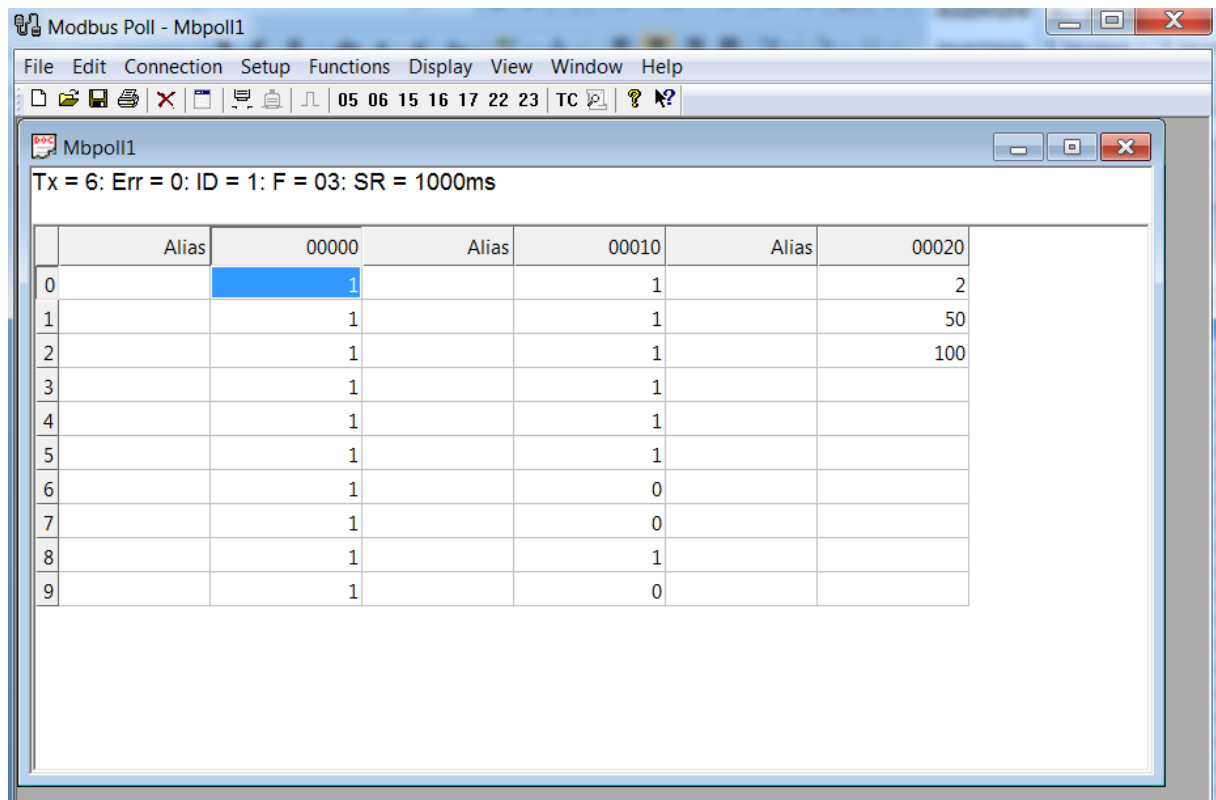 Modbus Poll - Mbpoll1
File Edit Connection Setup Functions Display View Window Help
05 06 15 16 17 22 23 TC
Mbpoll1
Tx = 6: Err = 0: ID = 1: F = 03: SR = 1000ms
Alias 00000 Alias 00010 Alias 00020
0 1 1 2
1 1 1 50
2 1 1 100
3 1 1
4 1 1
5 1 1
6 1 0
7 1 0
8 1 1
9 1 0